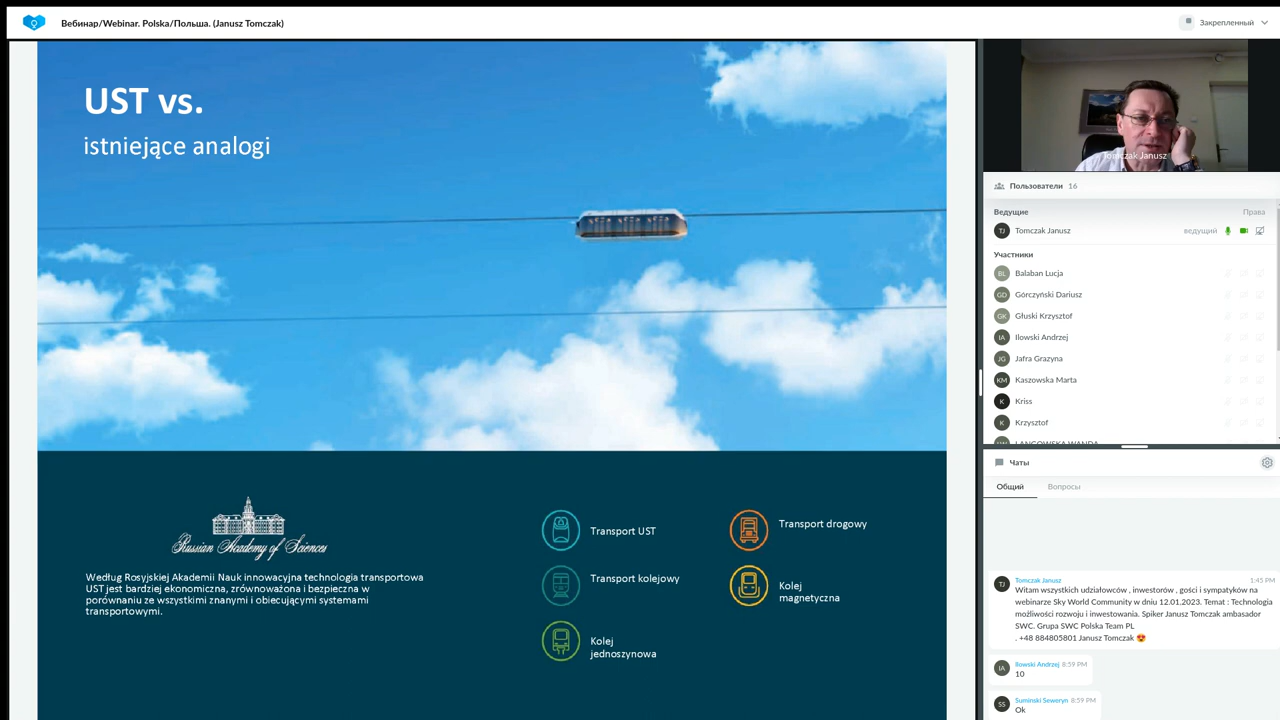 Вебинар/Webinar. Polska/Польша. (Janusz Tomczak)
Закрепленный
UST vs.
istniejące analogi
Russian Academy of Sciences
Według Rosyjskiej Akademii Nauk innowacyjna technologia transportowa
UST jest bardziej ekonomiczna, zrównoważona i bezpieczna w
porównaniu ze wszystkimi znanymi i obiecującymi systemami
transportowymi.
Transport UST
Transport kolejowy
Kolej
jednoszynowa
Transport drogowy
Kolej
magnetyczna
Tomczak Janusz
Пользователи 16
Ведущие Права
TJ Tomczak Janusz ведущий
Участники
BL Balaban Lucja
GD Górczyński Dariusz
GK Głuski Krzysztof
IA Ilowski Andrzej
JG Jafra Grazyna
KM Kaszowska Marta
K Kriss
K Krzysztof
LANGOWSKA WANDA
Чаты
Общий Вопросы
TJ Tomczak Janusz 1:45 PM
Witam wszystkich udziałowców , inwestorów , gości i sympatyków na
webinarze Sky World Community w dniu 12.01.2023. Temat : Technologia
możliwości rozwoju i inwestowania. Spiker Janusz Tomczak ambasador
SWC. Grupa SWC Polska Team PL
. +48 884805801 Janusz Tomczak 😍
IA Ilowski Andrzej 8:59 PM
10
SS Suminski Seweryn 8:59 PM
Ok